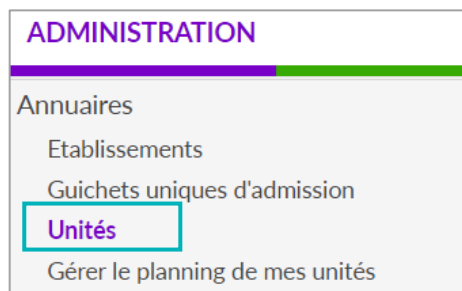 ADMINISTRATION
Annuaires
Etablissements
Guichets uniques d'admission
Unités
Gérer le planning de mes unités